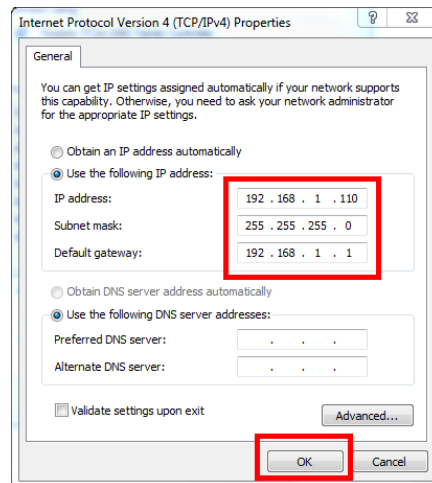 Internet Protocol Version 4 (TCP/IPv4) Properties
General
You can get IP settings assigned automatically if your network supports
this capability. Otherwise, you need to ask your network administrator
for the appropriate IP settings.
Obtain an IP address automatically
Use the following IP address:
IP address: 192 . 168 . 1 . 110
Subnet mask: 255 . 255 . 255 . 0
Default gateway: 192 . 168 . 1 . 1
Obtain DNS server address automatically
Use the following DNS server addresses:
Preferred DNS server: . . .
Alternate DNS server: . . .
Validate settings upon exit
Advanced...
OK Cancel